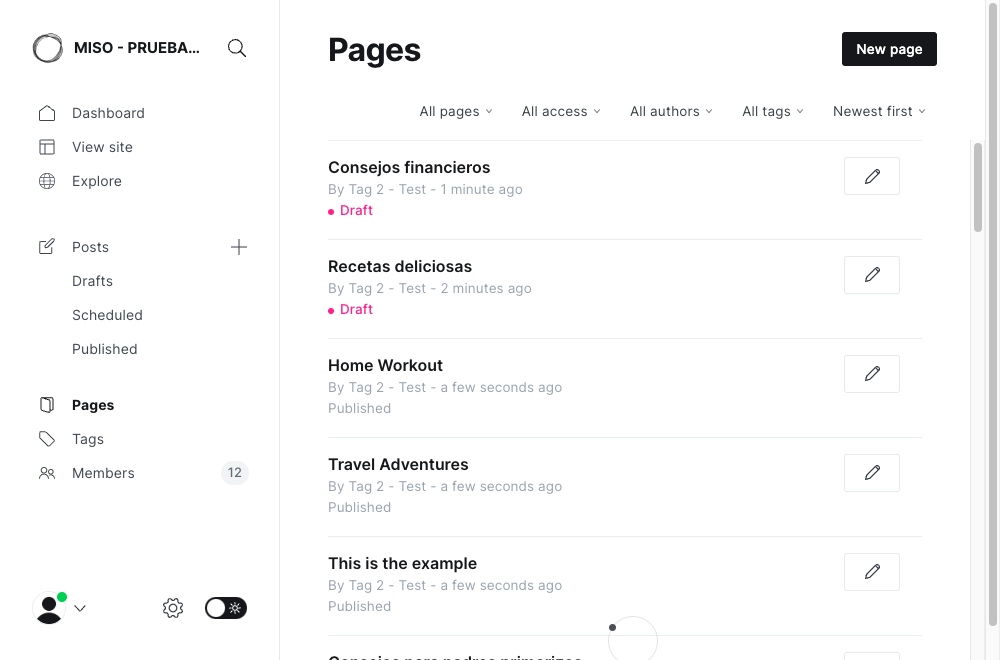 MISO - PRUEBA...
Dashboard
View site
Explore
Posts
Drafts
Scheduled
Published
Pages
Tags
Members
12
Pages
New page
All pages
All access
All authors
All tags
Newest first
Consejos financieros
By Tag 2 - Test - 1 minute ago
Draft
Recetas deliciosas
By Tag 2 - Test - 2 minutes ago
Draft
Home Workout
By Tag 2 - Test - a few seconds ago
Published
Travel Adventures
By Tag 2 - Test - a few seconds ago
Published
This is the example
By Tag 2 - Test - a few seconds ago
Published
Consejos para padres primerizos